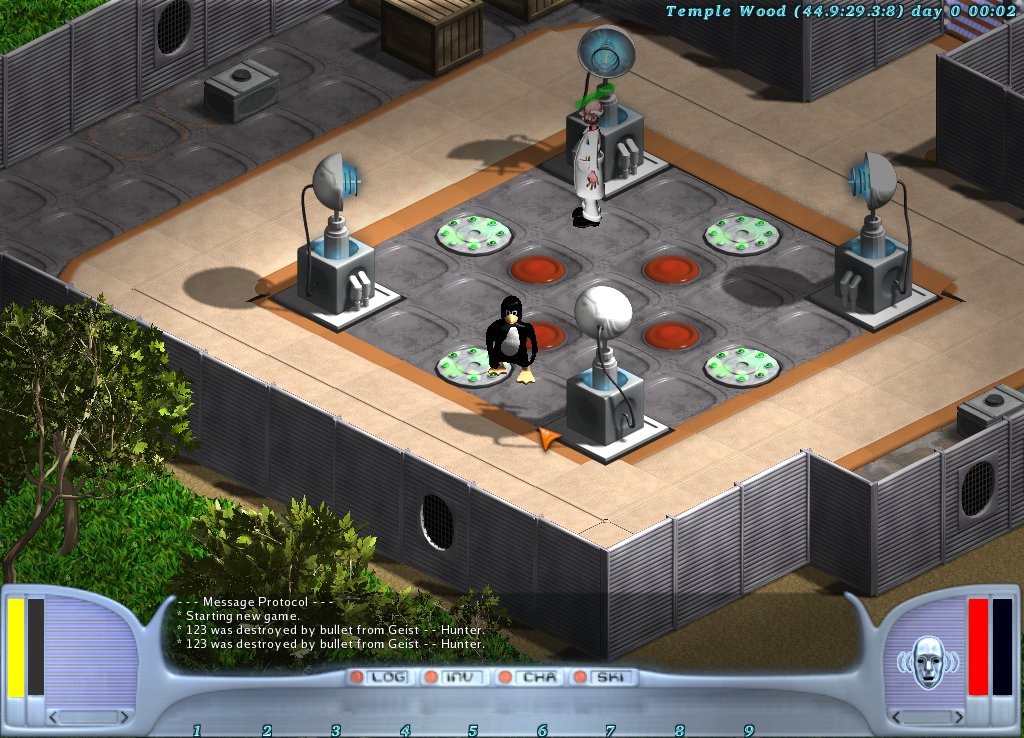 Temple Wood (44.9:29.3:8) day 0 00:02
- - - Message Protocol - - -
* Starting new game.
* 123 was destroyed by bullet from Geist - - Hunter.
* 123 was destroyed by bullet from Geist - - Hunter.
LOG INV CHA SKI
1 2 3 4 5 6 7 8 9